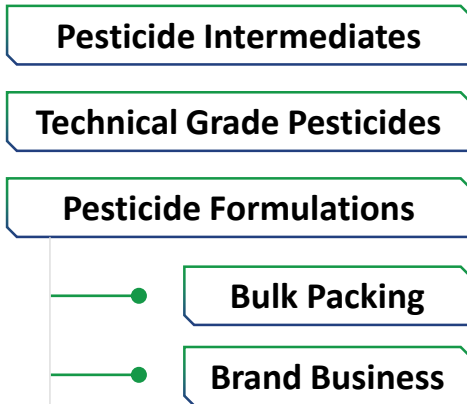 Pesticide Intermediates
Technical Grade Pesticides
Pesticide Formulations
Bulk Packing
Brand Business